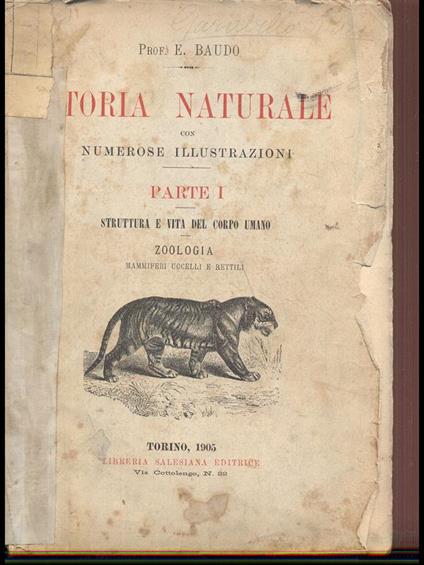 Prof. E. BAUDO
TORIA NATURALE
CON
NUMEROSE ILLUSTRAZIONI
PARTE I
STRUTTURA E VITA DEL CORPO UMANO
ZOOLOGIA
MAMMIFERI UCCELLI E RETTILI
TORINO, 1905
LIBRERIA SALESIANA EDITRICE
Via Cottolengo, N. 32